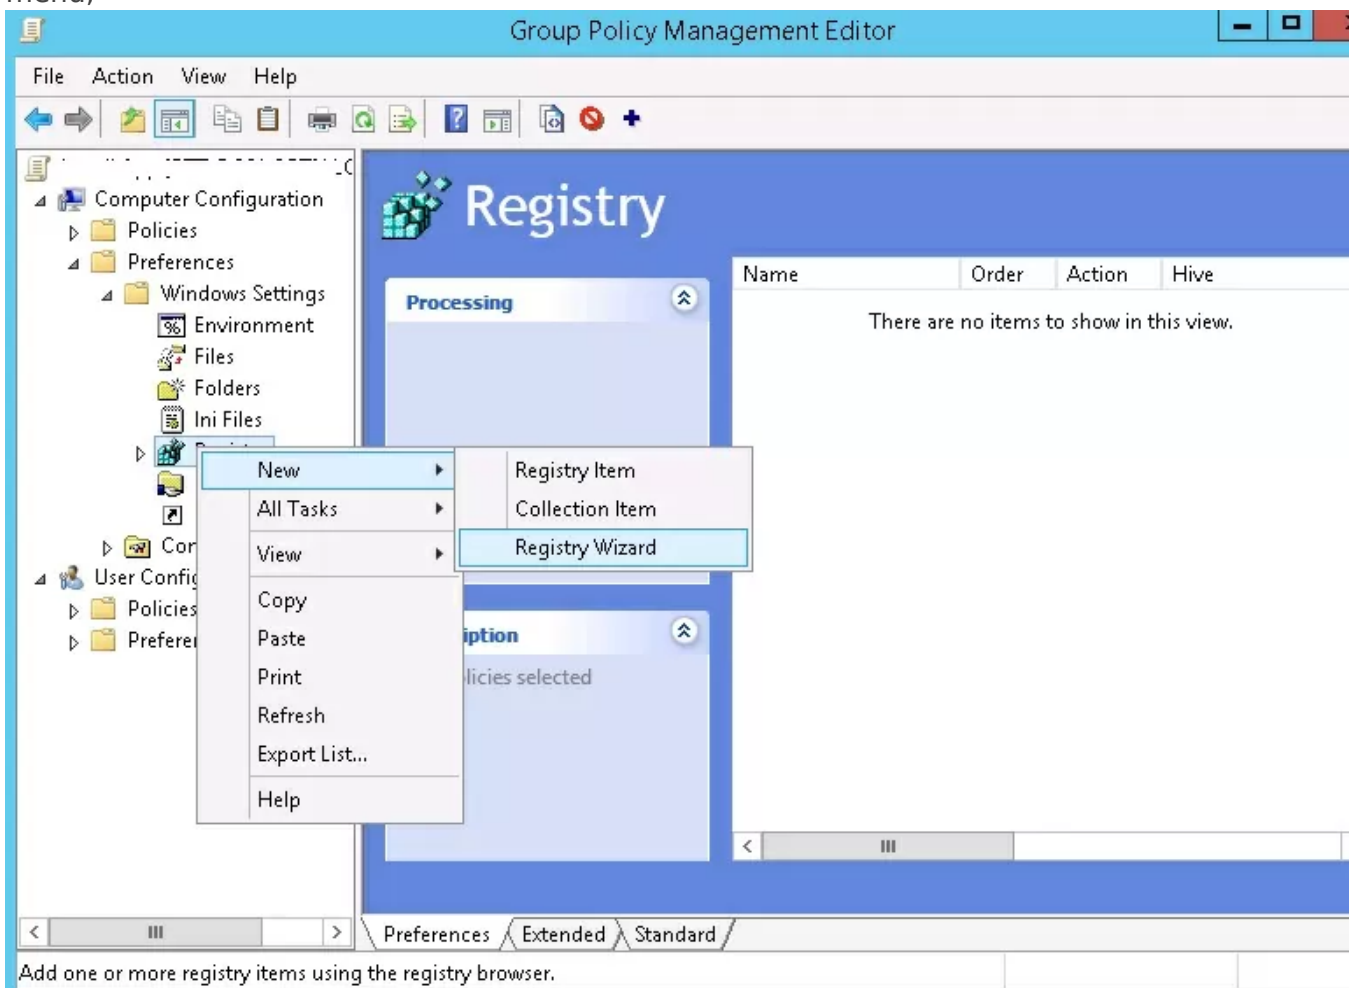 menu,
Group Policy Management Editor
File Action View Help
Computer Configuration
Policies
Preferences
Windows Settings
Environment
Files
Folders
Ini Files
Cor
User Config
Policies
Preferer
New
All Tasks
View
Copy
Paste
Print
Refresh
Export List...
Help
Registry Item
Collection Item
Registry Wizard
Registry
Processing
iption
licies selected
Name Order Action Hive
There are no items to show in this view.
Preferences Extended Standard
Add one or more registry items using the registry browser.